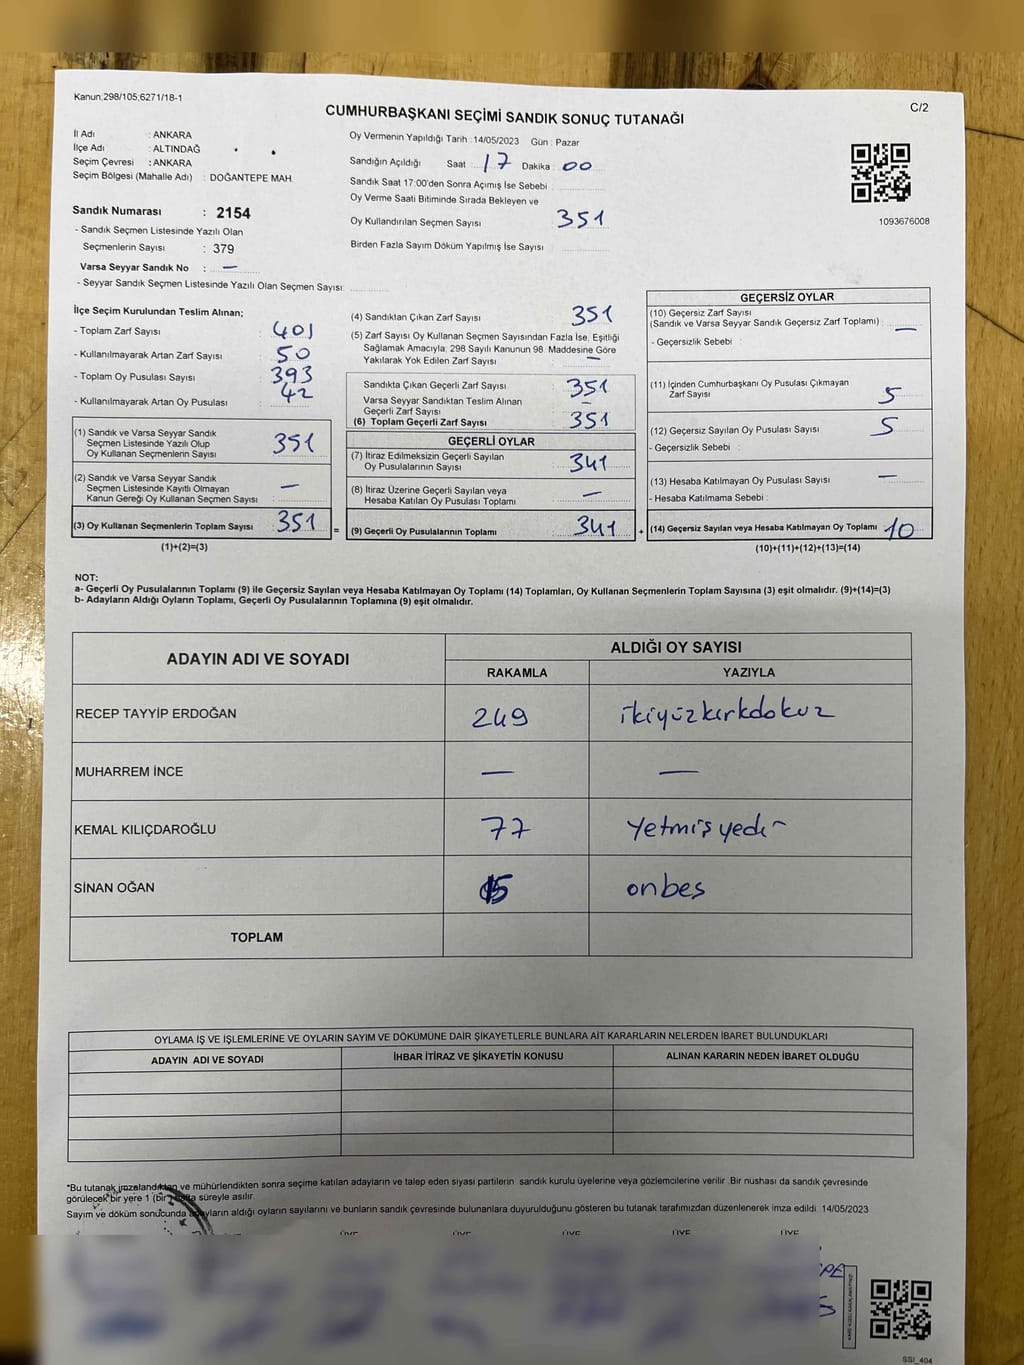 Kanun;298/105,6271/18-1
C/2
CUMHURBAŞKANI SEÇİMİ SANDIK SONUÇ TUTANAĞI
İl Adı : ANKARA
İlçe Adı : ALTINDAĞ
Seçim Çevresi : ANKARA
Seçim Bölgesi (Mahalle Adı) : DOĞANTEPE MAH.
Sandık Numarası : 2154
- Sandık Seçmen Listesinde Yazılı Olan
Seçmenlerin Sayısı : 379
Varsa Seyyar Sandık No : —
- Seyyar Sandık Seçmen Listesinde Yazılı Olan Seçmen Sayısı:
Oy Vermenin Yapıldığı Tarih : 14/05/2023 Gün : Pazar
Sandığın Açıldığı Saat : 17 Dakika : 00
Sandık Saat 17:00'den Sonra Açımış İse Sebebi :
Oy Verme Saati Bitiminde Sırada Bekleyen ve
Oy Kullandırılan Seçmen Sayısı 351
Birden Fazla Sayım Döküm Yapılmış İse Sayısı
1093676008
İlçe Seçim Kurulundan Teslim Alınan;
- Toplam Zarf Sayısı : 401
- Kullanılmayarak Artan Zarf Sayısı : 50
- Toplam Oy Pusulası Sayısı : 393
- Kullanılmayarak Artan Oy Pusulası : 42
(1) Sandık ve Varsa Seyyar Sandık
Seçmen Listesinde Yazılı Olup
Oy Kullanan Seçmenlerin Sayısı : 351
(2) Sandık ve Varsa Seyyar Sandık
Seçmen Listesinde Kayıtlı Olmayan
Kanun Gereği Oy Kullanan Seçmen Sayısı : —
(3) Oy Kullanan Seçmenlerin Toplam Sayısı : 351 =
(1)+(2)=(3)
(4) Sandıktan Çıkan Zarf Sayısı : 351
(5) Zarf Sayısı Oy Kullanan Seçmen Sayısından Fazla İse, Eşitliği
Sağlamak Amacıyla, 298 Sayılı Kanunun 98. Maddesine Göre
Yakılarak Yok Edilen Zarf Sayısı : —
Sandıkta Çıkan Geçerli Zarf Sayısı : 351
Varsa Seyyar Sandıktan Teslim Alınan
Geçerli Zarf Sayısı : —
(6) Toplam Geçerli Zarf Sayısı : 351
GEÇERLİ OYLAR
(7) İtiraz Edilmeksizin Geçerli Sayılan
Oy Pusulalarının Sayısı : 341
(8) İtiraz Üzerine Geçerli Sayılan veya
Hesaba Katılan Oy Pusulası Toplamı : —
(9) Geçerli Oy Pusulalarının Toplamı : 341 +
GEÇERSİZ OYLAR
(10) Geçersiz Zarf Sayısı
(Sandık ve Varsa Seyyar Sandık Geçersiz Zarf Toplamı) : —
- Geçersizlik Sebebi :
(11) İçinden Cumhurbaşkanı Oy Pusulası Çıkmayan
Zarf Sayısı : 5
(12) Geçersiz Sayılan Oy Pusulası Sayısı : 5
- Geçersizlik Sebebi :
(13) Hesaba Katılmayan Oy Pusulası Sayısı : —
- Hesaba Katılmama Sebebi :
(14) Geçersiz Sayılan veya Hesaba Katılmayan Oy Toplamı : 10
(10)+(11)+(12)+(13)=(14)
NOT:
a- Geçerli Oy Pusulalarının Toplamı (9) ile Geçersiz Sayılan veya Hesaba Katılmayan Oy Toplamı (14) Toplamları, Oy Kullanan Seçmenlerin Toplam Sayısına (3) eşit olmalıdır. (9)+(14)=(3)
b- Adayların Aldığı Oyların Toplamı, Geçerli Oy Pusulalarının Toplamına (9) eşit olmalıdır.
ADAYIN ADI VE SOYADI
ALDIĞI OY SAYISI
RAKAMLA YAZIYLA
RECEP TAYYİP ERDOĞAN 249 ikiyüzkırkdokuz
MUHARREM İNCE — —
KEMAL KILIÇDAROĞLU 77 Yetmişyedi
SİNAN OĞAN 15 onbes
TOPLAM
OYLAMA İŞ VE İŞLEMLERİNE VE OYLARIN SAYIM VE DÖKÜMÜNE DAİR ŞİKAYETLERLE BUNLARA AİT KARARLARIN NELERDEN İBARET BULUNDUKLARI
ADAYIN ADI VE SOYADI İHBAR İTİRAZ VE ŞİKAYETİN KONUSU ALINAN KARARIN NEDEN İBARET OLDUĞU
*Bu tutanak imzalandıktan ve mühürlendikten sonra seçime katılan adayların ve talep eden siyasi partilerin sandık kurulu üyelerine veya gözlemcilerine verilir. Bir nüshası da sandık çevresinde
görülecek bir yere 1 (bir) hafta süreyle asılır.
Sayım ve döküm sonucunda adayların aldığı oyların sayılarını ve bunların sandık çevresinde bulunanlara duyurulduğunu gösteren bu tutanak tarafımızdan düzenlenerek imza edildi. 14/05/2023
ÜYE ÜYE ÜYE ÜYE ÜYE
SSI_404